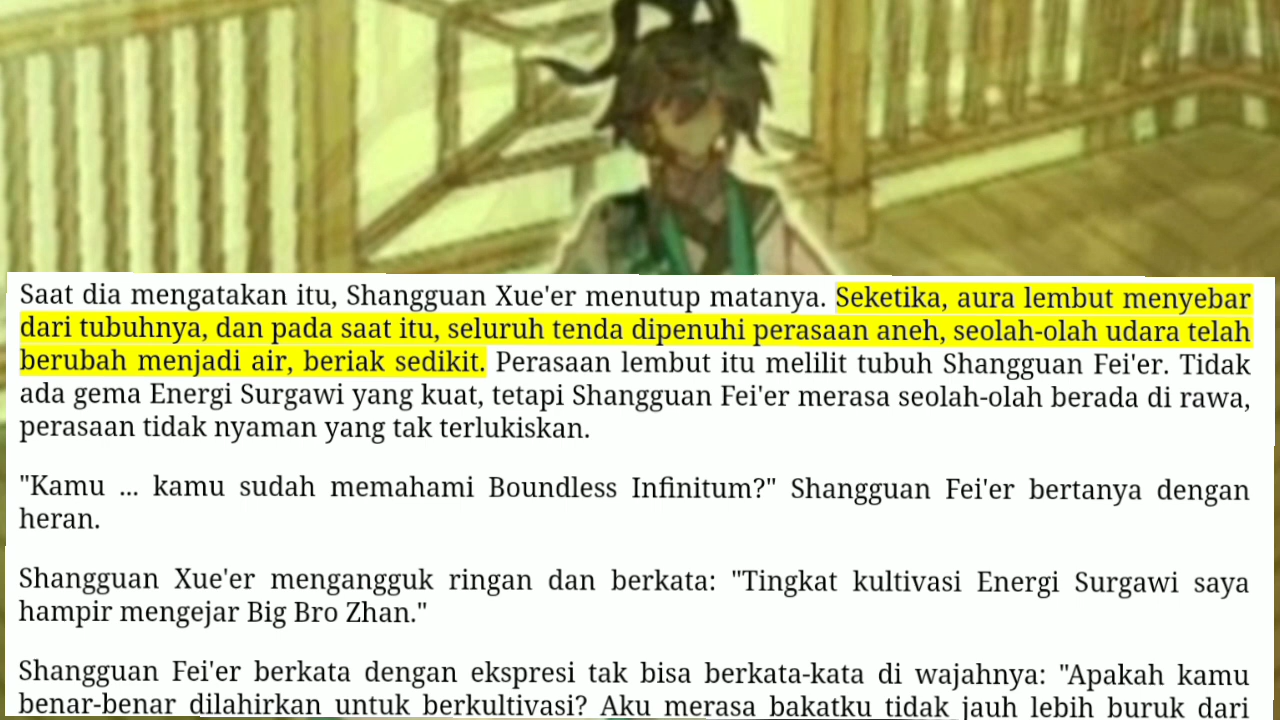 Saat dia mengatakan itu, Shangguan Xue'er menutup matanya. Seketika, aura lembut menyebar
dari tubuhnya, dan pada saat itu, seluruh tenda dipenuhi perasaan aneh, seolah-olah udara telah
berubah menjadi air, beriak sedikit. Perasaan lembut itu melilit tubuh Shangguan Fei'er. Tidak
ada gema Energi Surgawi yang kuat, tetapi Shangguan Fei'er merasa seolah-olah berada di rawa,
perasaan tidak nyaman yang tak terlukiskan.
"Kamu ... kamu sudah memahami Boundless Infinitum?" Shangguan Fei'er bertanya dengan
heran.
Shangguan Xue'er mengangguk ringan dan berkata: "Tingkat kultivasi Energi Surgawi saya
hampir mengejar Big Bro Zhan."
Shangguan Fei'er berkata dengan ekspresi tak bisa berkata-kata di wajahnya: "Apakah kamu
benar-benar dilahirkan untuk berkultivasi? Aku merasa bakatku tidak jauh lebih buruk dari